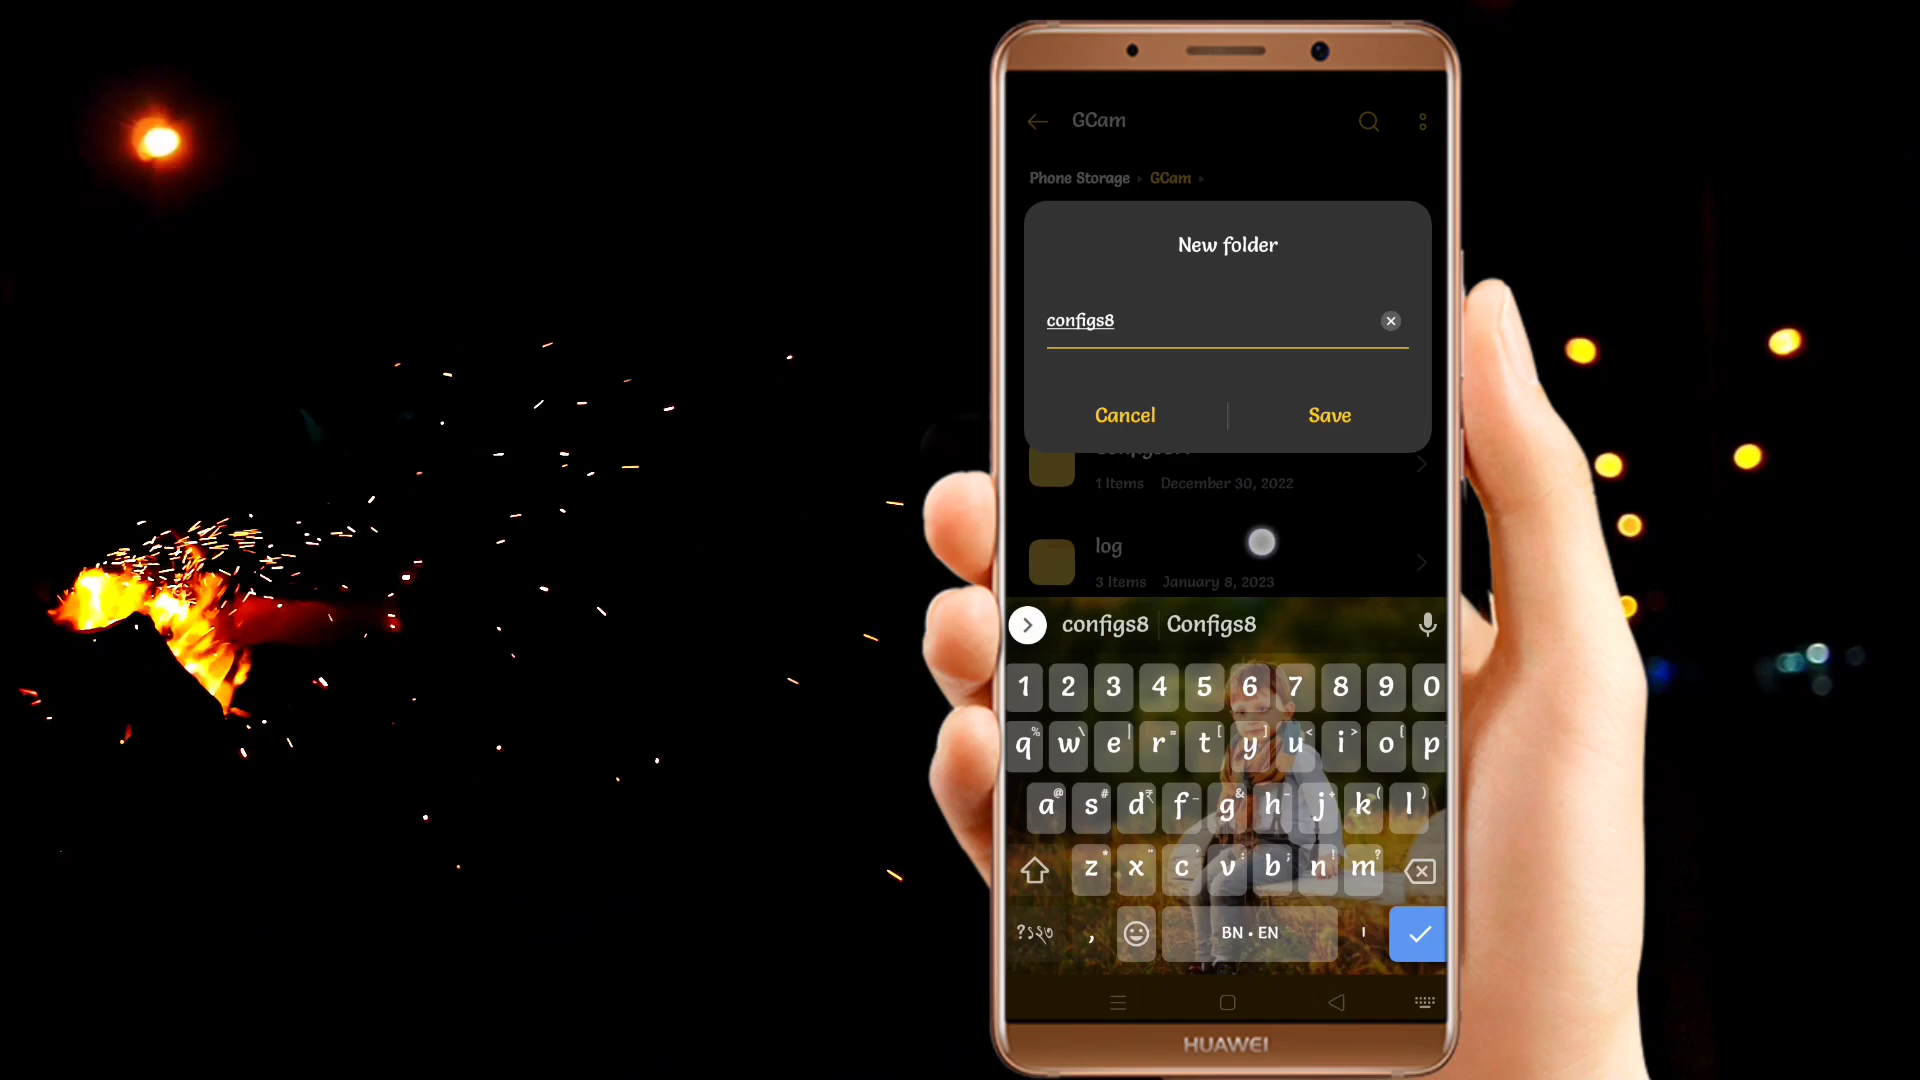 GCam
Phone Storage GCam
New folder
configs8
Cancel Save
1 Items December 30, 2022
log
3 Items January 8, 2023
configs8 Configs8
1 2 3 4 5 6 7 8 9 0
q% w\ e| r= t[ y] u< i> o{ p
a@ s# d₹ f_ g& h- j+ k( l)
z* x" c' v: b; n! m?
?১২৩ , BN • EN ।
HUAWEI